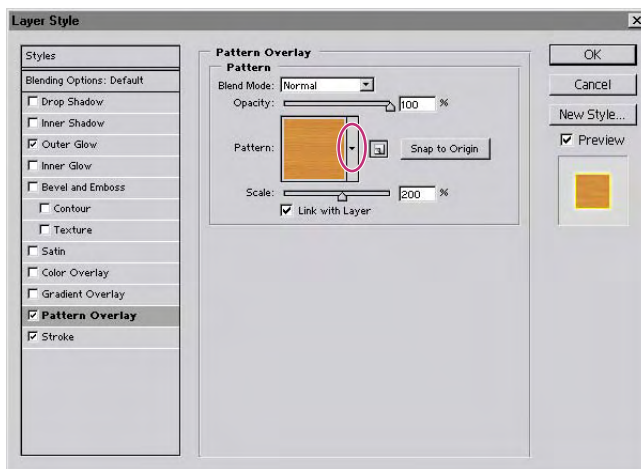 Layer Style
Styles
Blending Options: Default
Drop Shadow
Inner Shadow
Outer Glow
Inner Glow
Bevel and Emboss
Contour
Texture
Satin
Color Overlay
Gradient Overlay
Pattern Overlay
Stroke
Pattern Overlay
Pattern
Blend Mode: Normal
Opacity: 100 %
Pattern: Snap to Origin
Scale: 200 %
Link with Layer
OK
Cancel
New Style...
Preview